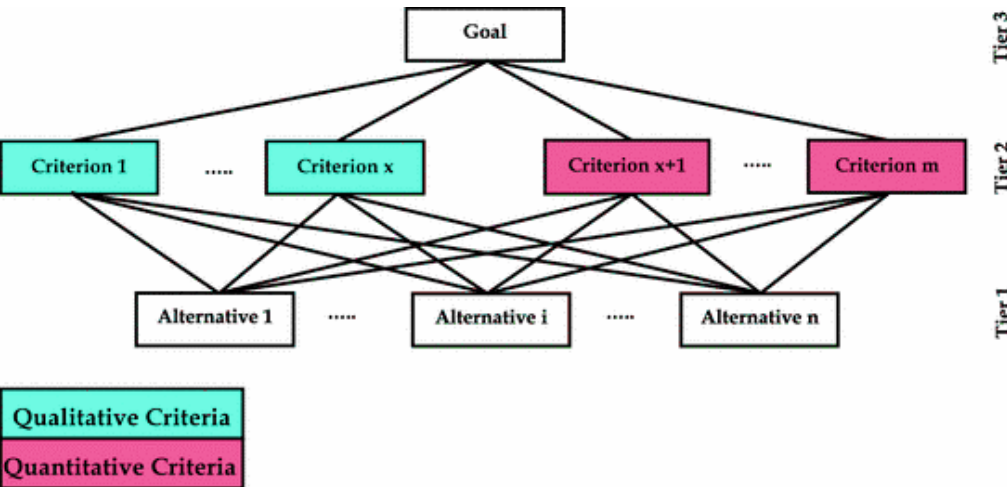 Goal
Tier 3
Criterion 1
.....
Criterion x
Criterion x+1
.....
Criterion m
Tier 2
Alternative 1
.....
Alternative i
.....
Alternative n
Tier 1
Qualitative Criteria
Quantitative Criteria